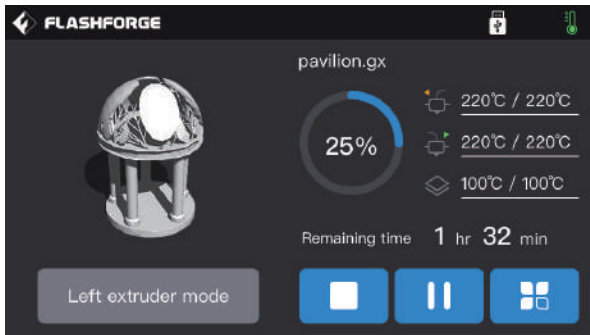 FLASHFORGE
pavilion.gx
25%
220℃ / 220℃
220℃ / 220℃
100℃ / 100℃
Remaining time 1 hr 32 min
Left extruder mode